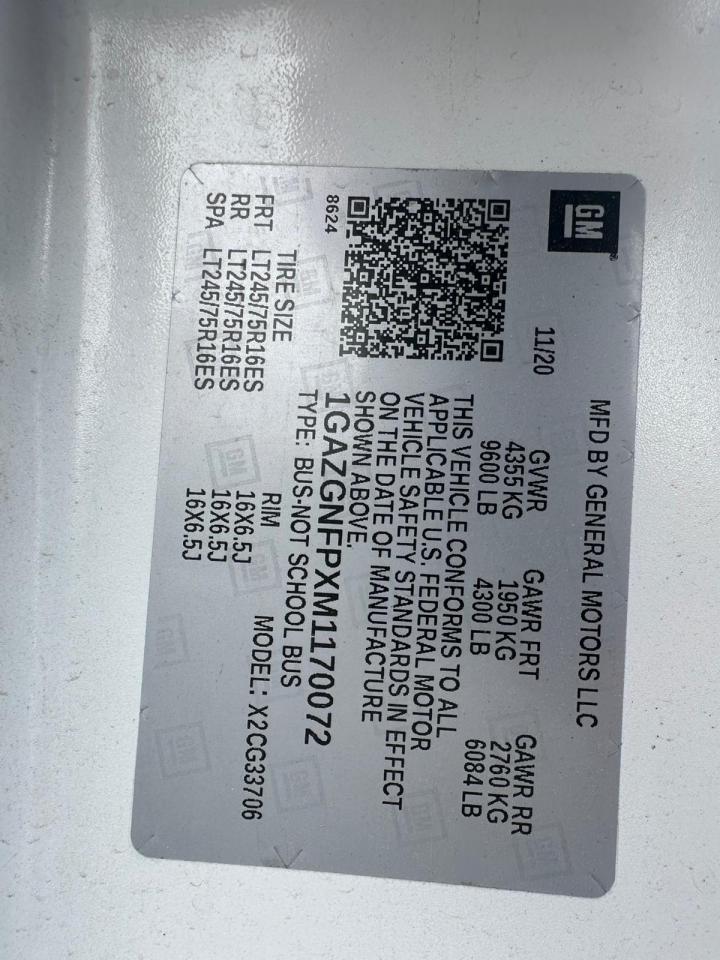 GM
MFD BY GENERAL MOTORS LLC
11/20
GVWR GAWR FRT GAWR RR
4355 KG 1950 KG 2760 KG
9600 LB 4300 LB 6084 LB
THIS VEHICLE CONFORMS TO ALL
APPLICABLE U.S. FEDERAL MOTOR
VEHICLE SAFETY STANDARDS IN EFFECT
ON THE DATE OF MANUFACTURE
SHOWN ABOVE.
8624
1GAZGNFPXM1170072
TYPE: BUS-NOT SCHOOL BUS
MODEL: X2CG33706
TIRE SIZE RIM
FRT LT245/75R16ES 16X6.5J
RR LT245/75R16ES 16X6.5J
SPA LT245/75R16ES 16X6.5J